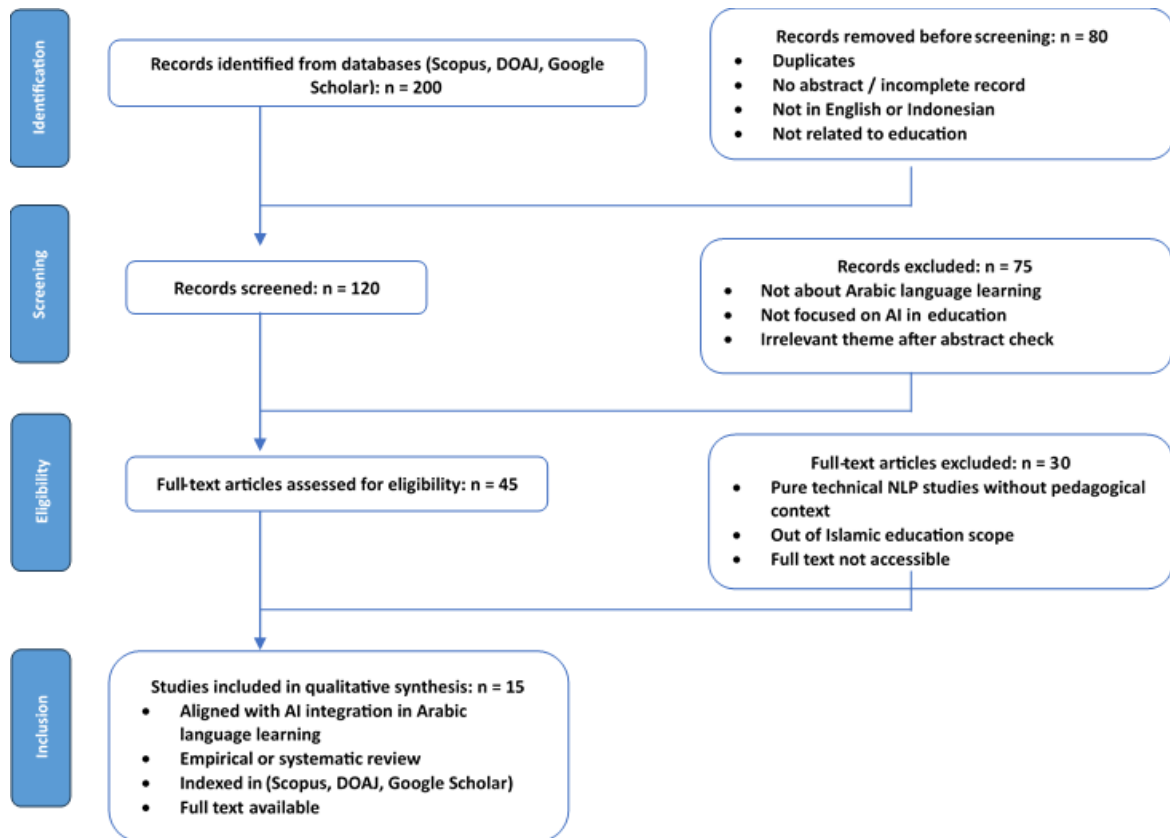 Identification
Records identified from databases (Scopus, DOAJ, Google
Scholar): n = 200
Records removed before screening: n = 80
• Duplicates
• No abstract / incomplete record
• Not in English or Indonesian
• Not related to education
Screening
Records screened: n = 120
Records excluded: n = 75
• Not about Arabic language learning
• Not focused on AI in education
• Irrelevant theme after abstract check
Eligibility
Full-text articles assessed for eligibility: n = 45
Full-text articles excluded: n = 30
• Pure technical NLP studies without pedagogical
context
• Out of Islamic education scope
• Full text not accessible
Inclusion
Studies included in qualitative synthesis: n = 15
• Aligned with AI integration in Arabic
language learning
• Empirical or systematic review
• Indexed in (Scopus, DOAJ, Google Scholar)
• Full text available